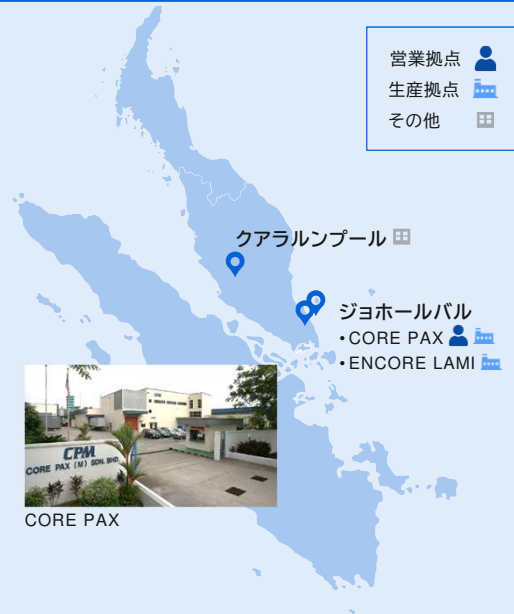 営業拠点
生産拠点
その他
クアラルンプール
ジョホールバル
•CORE PAX
•ENCORE LAMI
CPM
CORE PAX (M) SDN. BHD.
CORE PAX